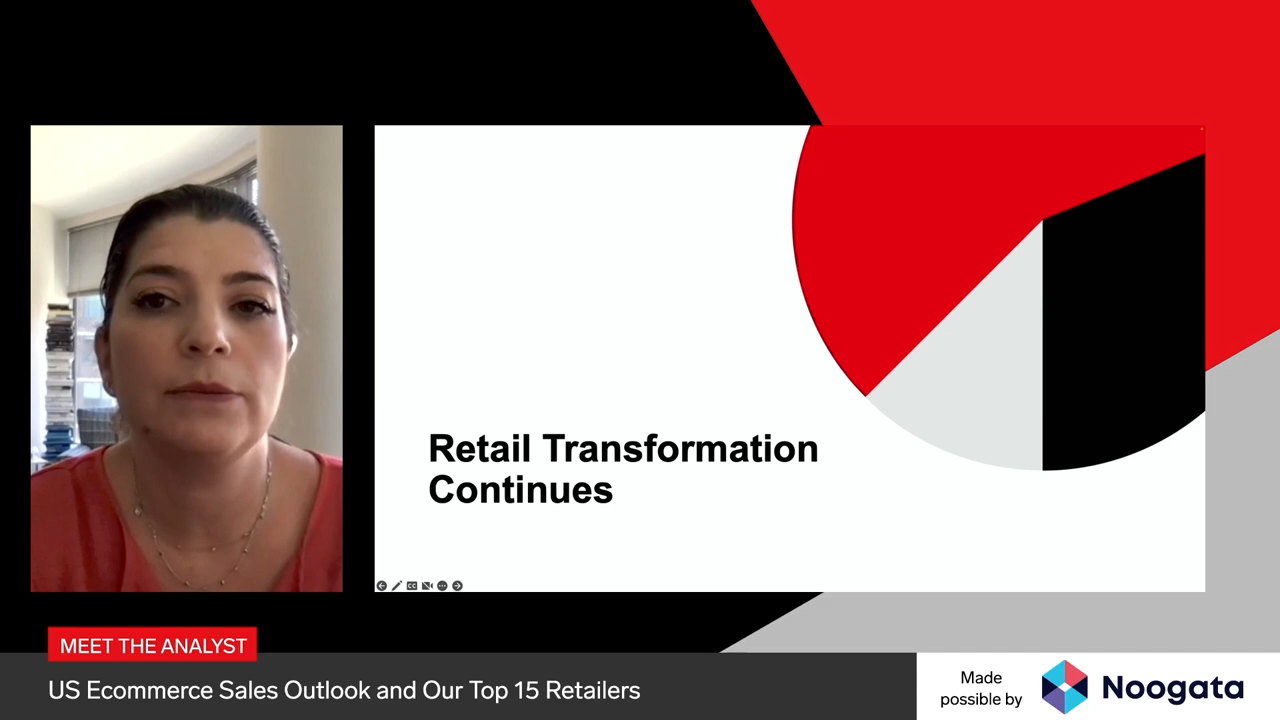 Retail Transformation
Continues
MEET THE ANALYST
US Ecommerce Sales Outlook and Our Top 15 Retailers
Made
possible by
Noogata